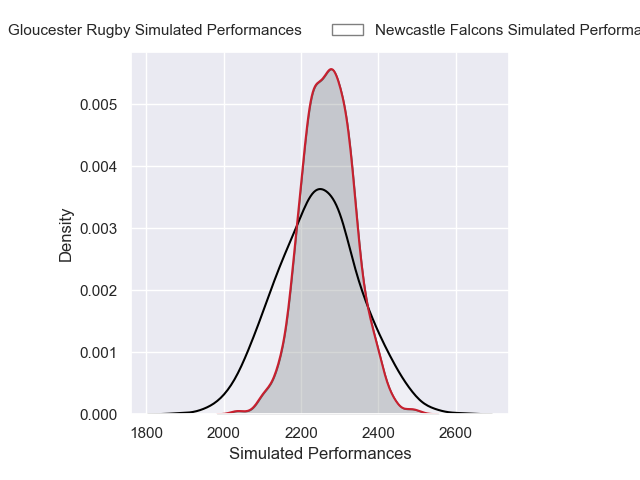 Gloucester Rugby Simulated Performances
Newcastle Falcons Simulated
0.005
0.004
0.003
0.002
0.001
0.000
Density
1800 2000 2200 2400 2600
Simulated Performances